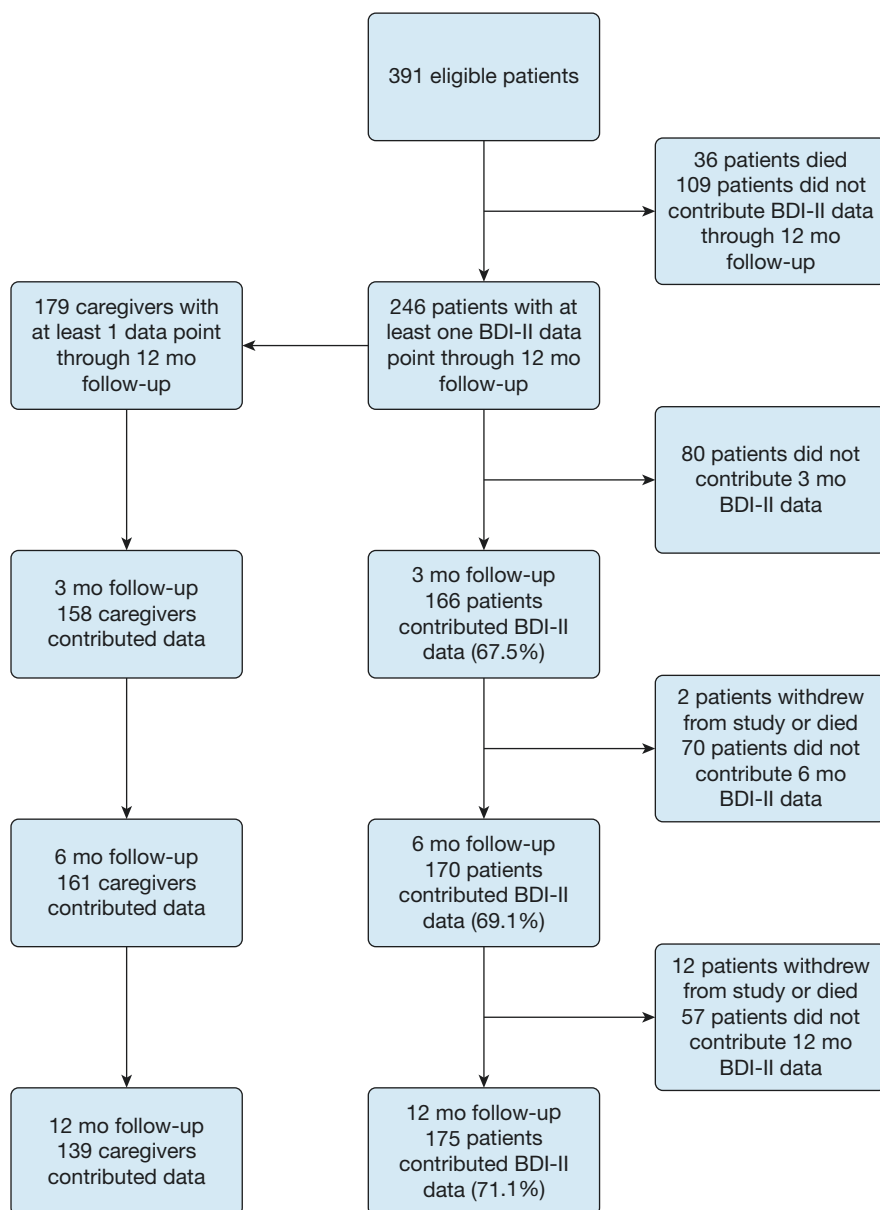 391 eligible patients
36 patients died
109 patients did not
contribute BDI-II data
through 12 mo
follow-up
179 caregivers with
at least 1 data point
through 12 mo
follow-up
246 patients with at
least one BDI-II data
point through 12 mo
follow-up
80 patients did not
contribute 3 mo
BDI-II data
3 mo follow-up
158 caregivers
contributed data
3 mo follow-up
166 patients
contributed BDI-II
data (67.5%)
2 patients withdrew
from study or died
70 patients did not
contribute 6 mo
BDI-II data
6 mo follow-up
161 caregivers
contributed data
6 mo follow-up
170 patients
contributed BDI-II
data (69.1%)
12 patients withdrew
from study or died
57 patients did not
contribute 12 mo
BDI-II data
12 mo follow-up
139 caregivers
contributed data
12 mo follow-up
175 patients
contributed BDI-II
data (71.1%)